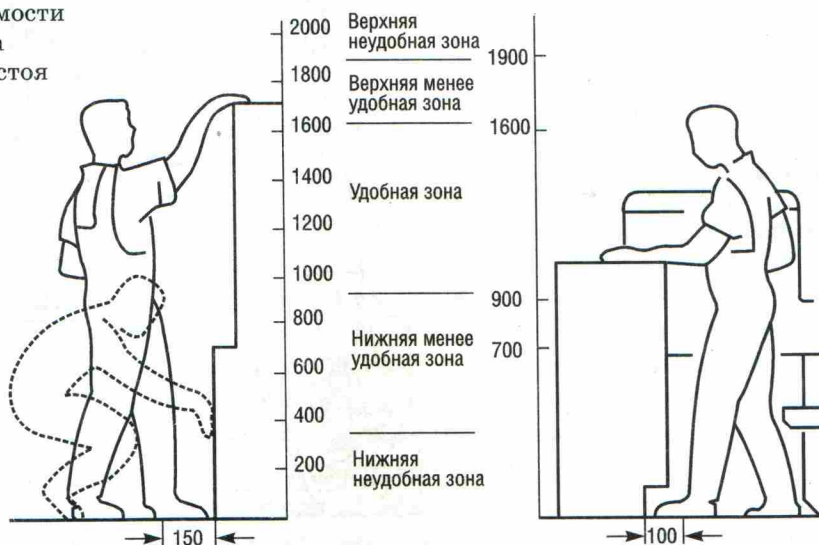 мости
а
стоя
2000
1800
1600
1400
1200
1000
800
600
400
200
150
Верхняя
неудобная зона
Верхняя менее
удобная зона
Удобная зона
Нижняя менее
удобная зона
Нижняя
неудобная зона
1900
1600
900
700
100